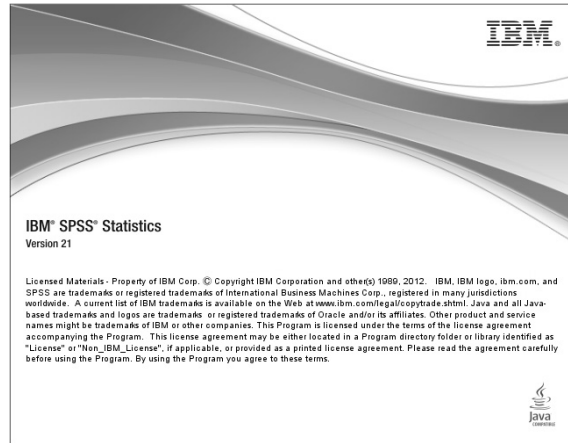 IBM®
IBM® SPSS® Statistics
Version 21
Licensed Materials - Property of IBM Corp. © Copyright IBM Corporation and other(s) 1989, 2012. IBM, IBM logo, ibm.com, and
SPSS are trademarks or registered trademarks of International Business Machines Corp., registered in many jurisdictions
worldwide. A current list of IBM trademarks is available on the Web at www.ibm.com/legal/copytrade.shtml. Java and all Java-
based trademarks and logos are trademarks or registered trademarks of Oracle and/or its affiliates. Other product and service
names might be trademarks of IBM or other companies. This Program is licensed under the terms of the license agreement
accompanying the Program. This license agreement may be either located in a Program directory folder or library identified as
"License" or "Non_IBM_License", if applicable, or provided as a printed license agreement. Please read the agreement carefully
before using the Program. By using the Program you agree to these terms.
Java
COMPATIBLE